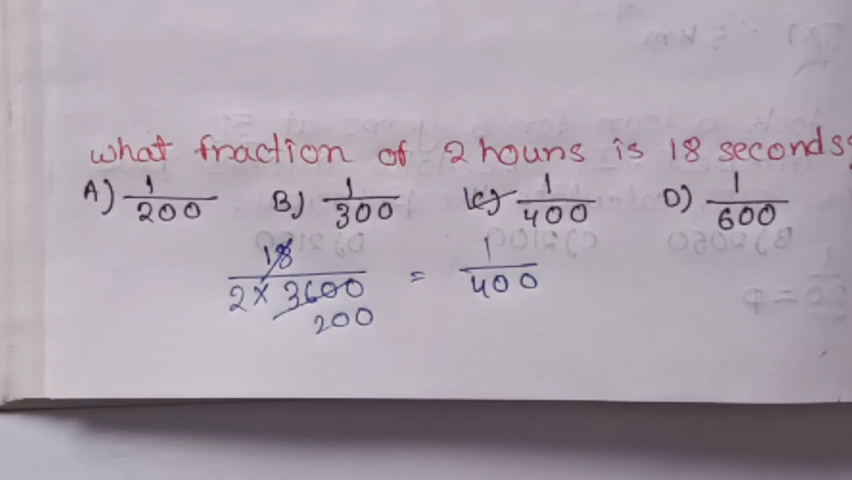 what fraction of 2 hours is 18 seconds
A) 1/200 B) 1/300 C) 1/400 D) 1/600
18/(2 × 3600) = 1/400
200